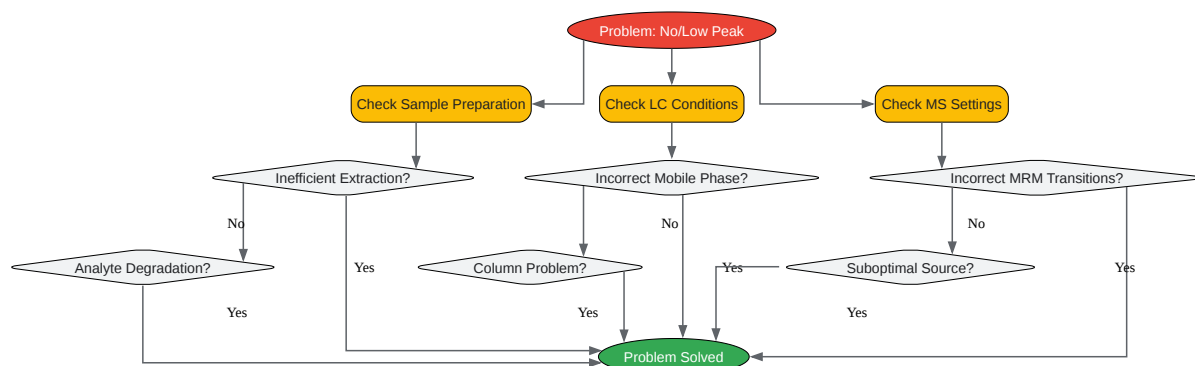 Problem: No/Low Peak
Check Sample Preparation
Check LC Conditions
Check MS Settings
Inefficient Extraction?
Incorrect Mobile Phase?
Incorrect MRM Transitions?
No
No
No
Analyte Degradation?
Yes
Column Problem?
Yes
Suboptimal Source?
Yes
Yes
Yes
Yes
Problem Solved